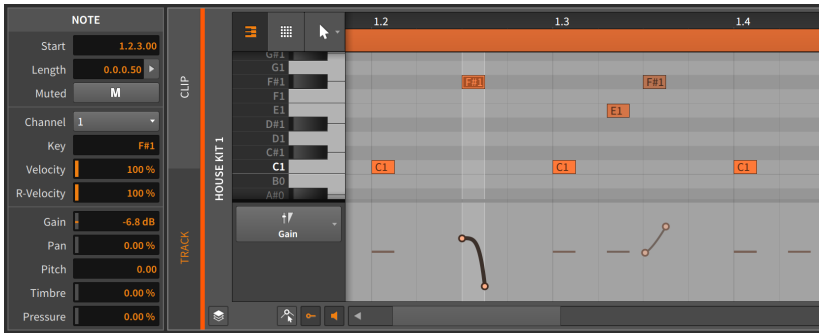 NOTE
Start 1.2.3.00
Length 0.0.0.50
Muted M
Channel 1
Key F#1
Velocity 100 %
R-Velocity 100 %
Gain -6.8 dB
Pan 0.00 %
Pitch 0.00
Timbre 0.00 %
Pressure 0.00 %
CLIP
TRACK
HOUSE KIT 1
1.2 1.3 1.4
G#1
G1
F#1 F#1 F#1
F1
E1 E1
D#1
D1
C#1
C1 C1 C1 C1
B0
A#0
Gain